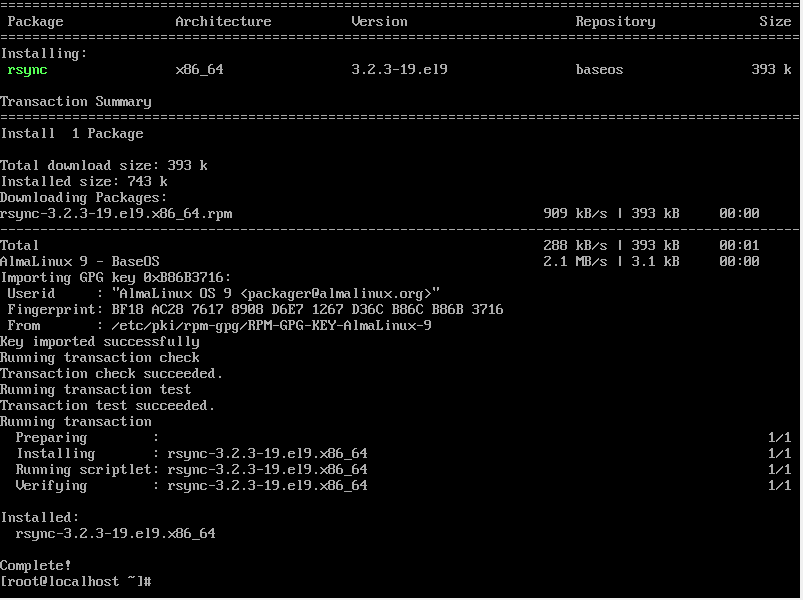 ================================================================================
 Package              Architecture          Version                     Repository             Size
================================================================================
Installing:
 rsync                x86_64                3.2.3-19.el9                baseos                393 k

Transaction Summary
================================================================================
Install  1 Package

Total download size: 393 k
Installed size: 743 k
Downloading Packages:
rsync-3.2.3-19.el9.x86_64.rpm                                       909 kB/s | 393 kB     00:00
--------------------------------------------------------------------------------
Total                                                               288 kB/s | 393 kB     00:01
AlmaLinux 9 - BaseOS                                                2.1 MB/s | 3.1 kB     00:00
Importing GPG key 0xB86B3716:
 Userid     : "AlmaLinux OS 9 <packager@almalinux.org>"
 Fingerprint: BF18 AC28 7617 8908 D6E7 1267 D36C B86C B86B 3716
 From       : /etc/pki/rpm-gpg/RPM-GPG-KEY-AlmaLinux-9
Key imported successfully
Running transaction check
Transaction check succeeded.
Running transaction test
Transaction test succeeded.
Running transaction
  Preparing        :                                                                            1/1
  Installing       : rsync-3.2.3-19.el9.x86_64                                                  1/1
  Running scriptlet: rsync-3.2.3-19.el9.x86_64                                                  1/1
  Verifying        : rsync-3.2.3-19.el9.x86_64                                                  1/1

Installed:
  rsync-3.2.3-19.el9.x86_64

Complete!
[root@localhost ~]#